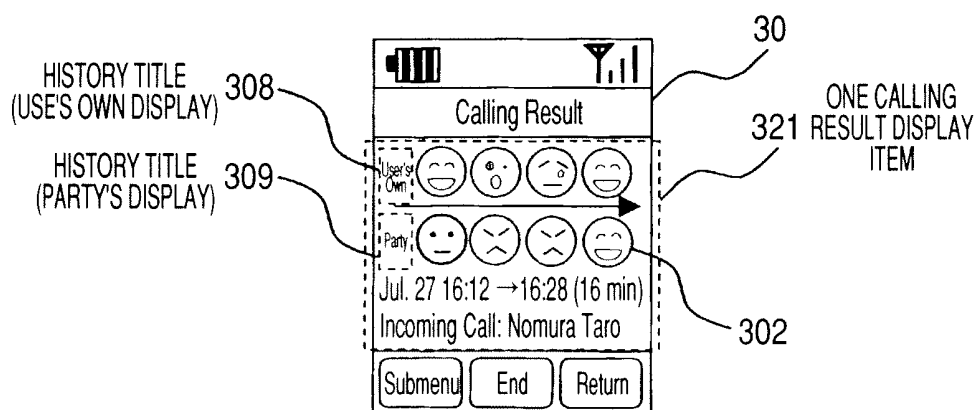 30
HISTORY TITLE
(USE'S OWN DISPLAY)
308
HISTORY TITLE
(PARTY'S DISPLAY)
309
Calling Result
User's
Own
Party
Jul. 27 16:12 →16:28 (16 min)
Incoming Call: Nomura Taro
Submenu
End
Return
321
ONE CALLING
RESULT DISPLAY
ITEM
302